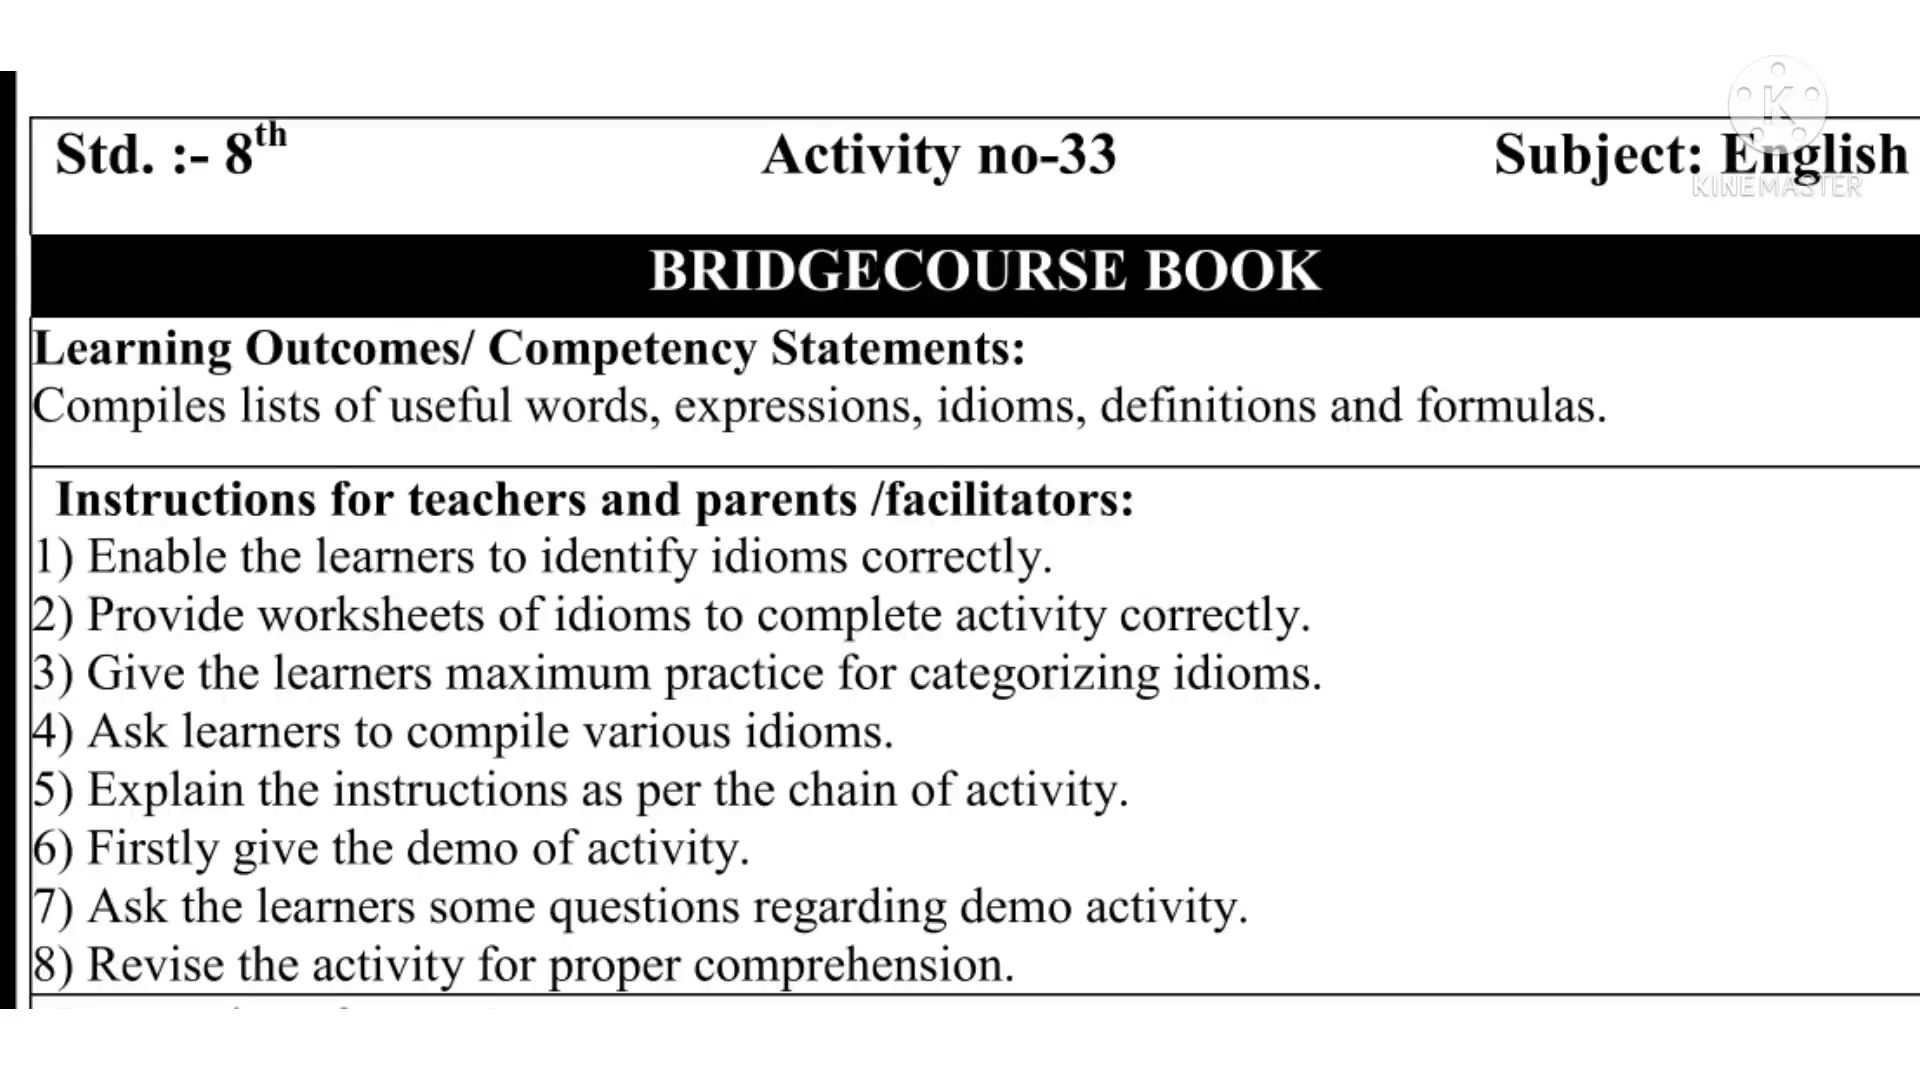 Std. :- 8th Activity no-33 Subject: English
KINEMASTER
BRIDGECOURSE BOOK
Learning Outcomes/ Competency Statements:
Compiles lists of useful words, expressions, idioms, definitions and formulas.
Instructions for teachers and parents /facilitators:
1) Enable the learners to identify idioms correctly.
2) Provide worksheets of idioms to complete activity correctly.
3) Give the learners maximum practice for categorizing idioms.
4) Ask learners to compile various idioms.
5) Explain the instructions as per the chain of activity.
6) Firstly give the demo of activity.
7) Ask the learners some questions regarding demo activity.
8) Revise the activity for proper comprehension.